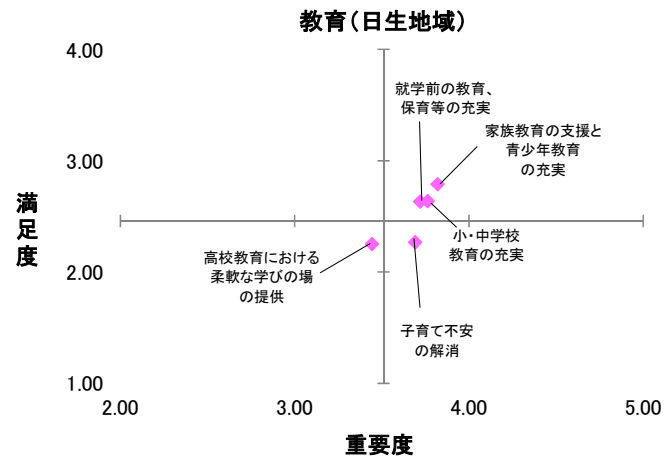 教育（日生地域）
4.00
3.00
2.00
1.00
満足度
就学前の教育、
保育等の充実
家族教育の支援と
青少年教育
の充実
小・中学校
教育の充実
高校教育における
柔軟な学びの場
の提供
子育て不安
の解消
2.00 3.00 4.00 5.00
重要度